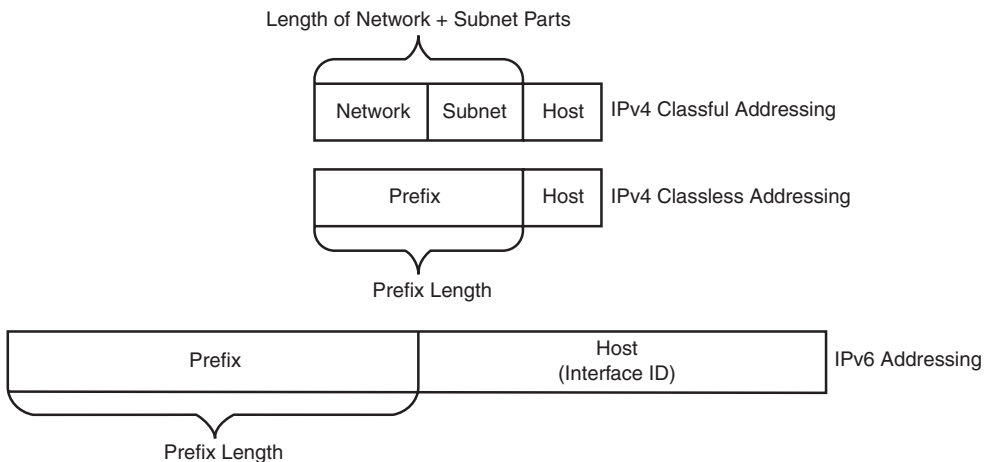 Length of Network + Subnet Parts
Network Subnet Host IPv4 Classful Addressing
Prefix Host IPv4 Classless Addressing
Prefix Length
Prefix Host (Interface ID) IPv6 Addressing
Prefix Length